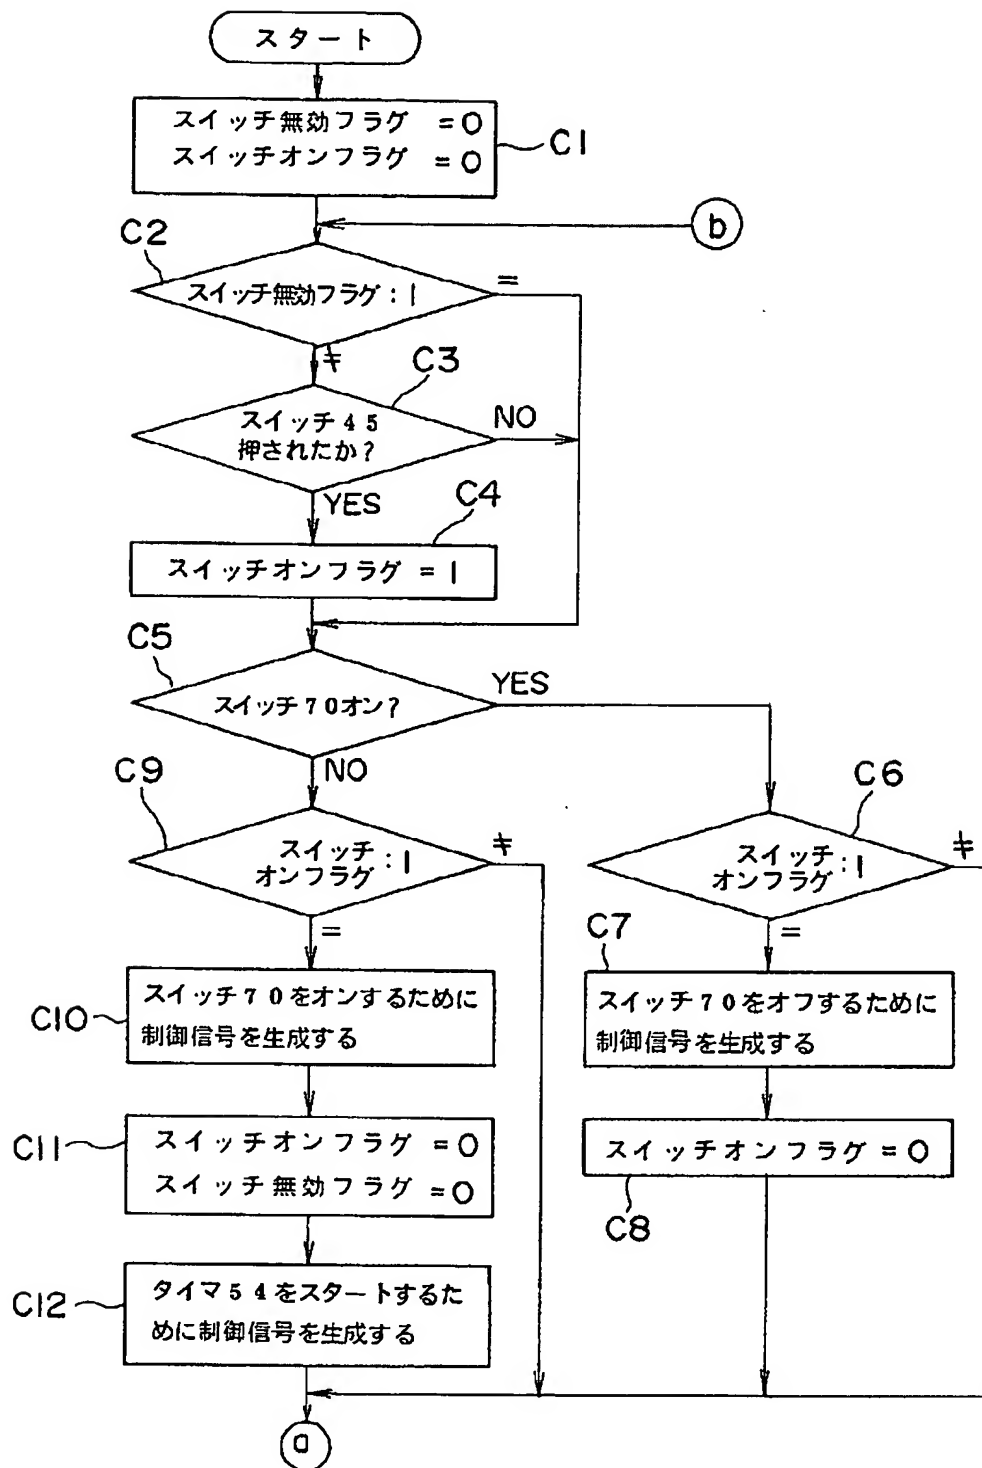 スタート
スイッチ無効フラグ =0
スイッチオンフラグ =0
C1
b
C2
スイッチ無効フラグ:1
=
≠
C3
スイッチ45
押されたか?
NO
YES
C4
スイッチオンフラグ =1
C5
スイッチ70オン?
YES
NO
C9
スイッチ
オンフラグ:1
≠
=
C6
スイッチ
オンフラグ:1
≠
=
C10
スイッチ70をオンするために
制御信号を生成する
C7
スイッチ70をオフするために
制御信号を生成する
C11
スイッチオンフラグ =0
スイッチ無効フラグ =0
スイッチオンフラグ =0
C8
C12
タイマ54をスタートするた
めに制御信号を生成する
a